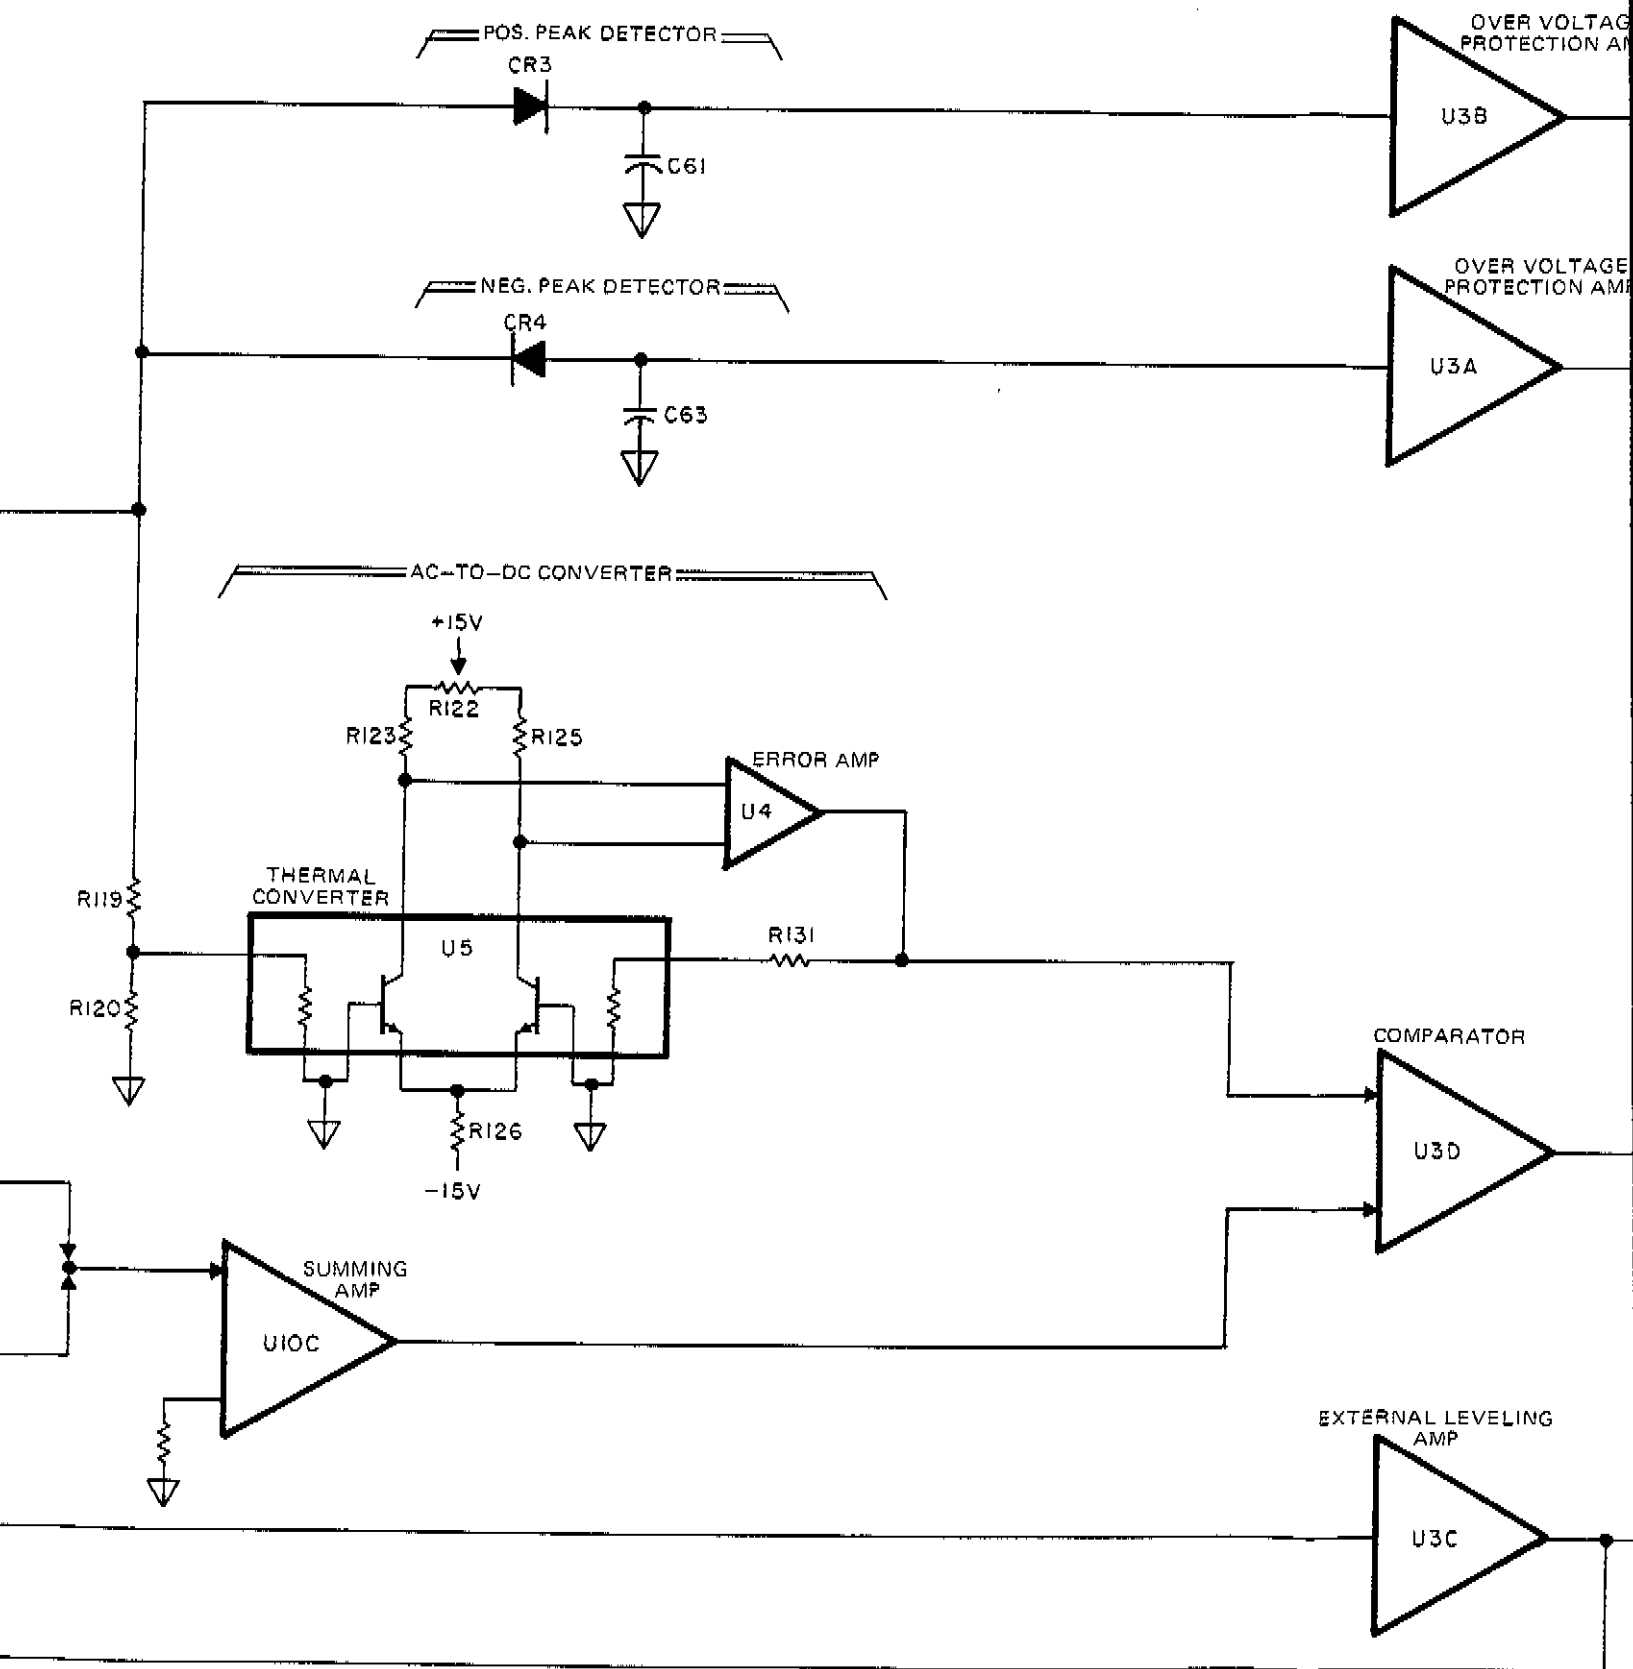 POS. PEAK DETECTOR
CR3
C61
OVER VOLTAG
PROTECTION A
U3B
NEG. PEAK DETECTOR
CR4
C63
OVER VOLTAGE
PROTECTION AM
U3A
AC-TO-DC CONVERTER
+15V
R122
R123
R125
ERROR AMP
U4
THERMAL
CONVERTER
R119
U5
R131
R120
R126
-15V
COMPARATOR
U3D
SUMMING
AMP
U10C
EXTERNAL LEVELING
AMP
U3C